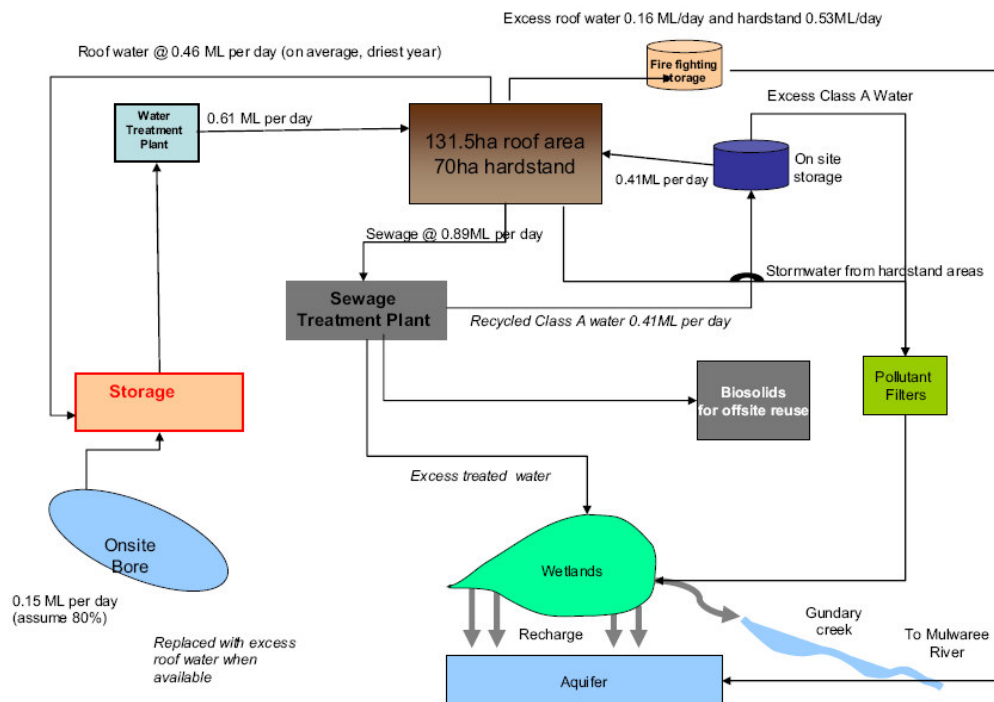 Excess roof water 0.16 ML/day and hardstand 0.53ML/day
Roof water @ 0.46 ML per day (on average, driest year)
Fire fighting
storage
Excess Class A Water
Water
Treatment
Plant
0.61 ML per day
131.5ha roof area
70ha hardstand
0.41ML per day
On site
storage
Sewage @ 0.89ML per day
Stormwater from hardstand areas
Sewage
Treatment Plant
Recycled Class A water 0.41ML per day
Storage
Biosolids
for offsite reuse
Pollutant
Filters
Excess treated water
Onsite
Bore
Wetlands
0.15 ML per day
(assume 80%)
Replaced with excess
roof water when
available
Recharge
Gundary
creek
To Mulwaree
River
Aquifer